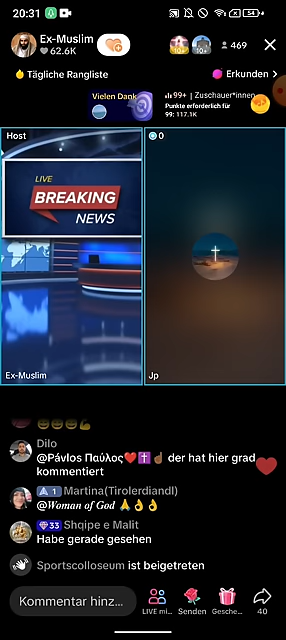 20:31
54
Ex-Muslim
62.6K
469
Tägliche Rangliste
Erkunden >
Vielen Dank
99+ | Zuschauer*innen
Punkte erforderlich für
99: 117.1K
Host
0
LIVE
BREAKING
NEWS
Ex-Muslim
Jp
Dilo
@Pávlos Παύλος❤️✝️☝🏾 der hat hier grad
kommentiert
1 Martina(Tirolerdiandl)
@𝑾𝒐𝒎𝒂𝒏 𝒐𝒇 𝑮𝒐𝒅 🙏👌👌
33 Shqipe e Malit
Habe gerade gesehen
Sportscolloseum ist beigetreten
Kommentar hinz...
LIVE mi...
Senden
Gesche...
40